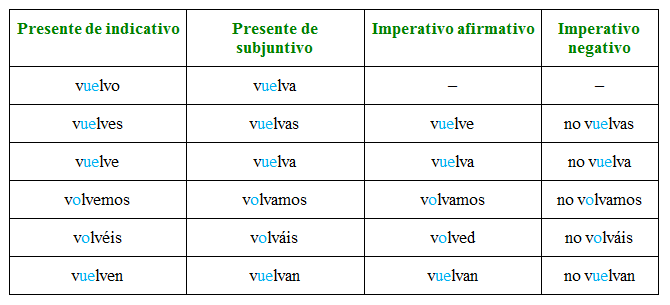 Presente de indicativo Presente de subjuntivo Imperativo afirmativo Imperativo negativo
vuelvo vuelva – –
vuelves vuelvas vuelve no vuelvas
vuelve vuelva vuelva no vuelva
volvemos volvamos volvamos no volvamos
volvéis volváis volved no volváis
vuelven vuelvan vuelvan no vuelvan